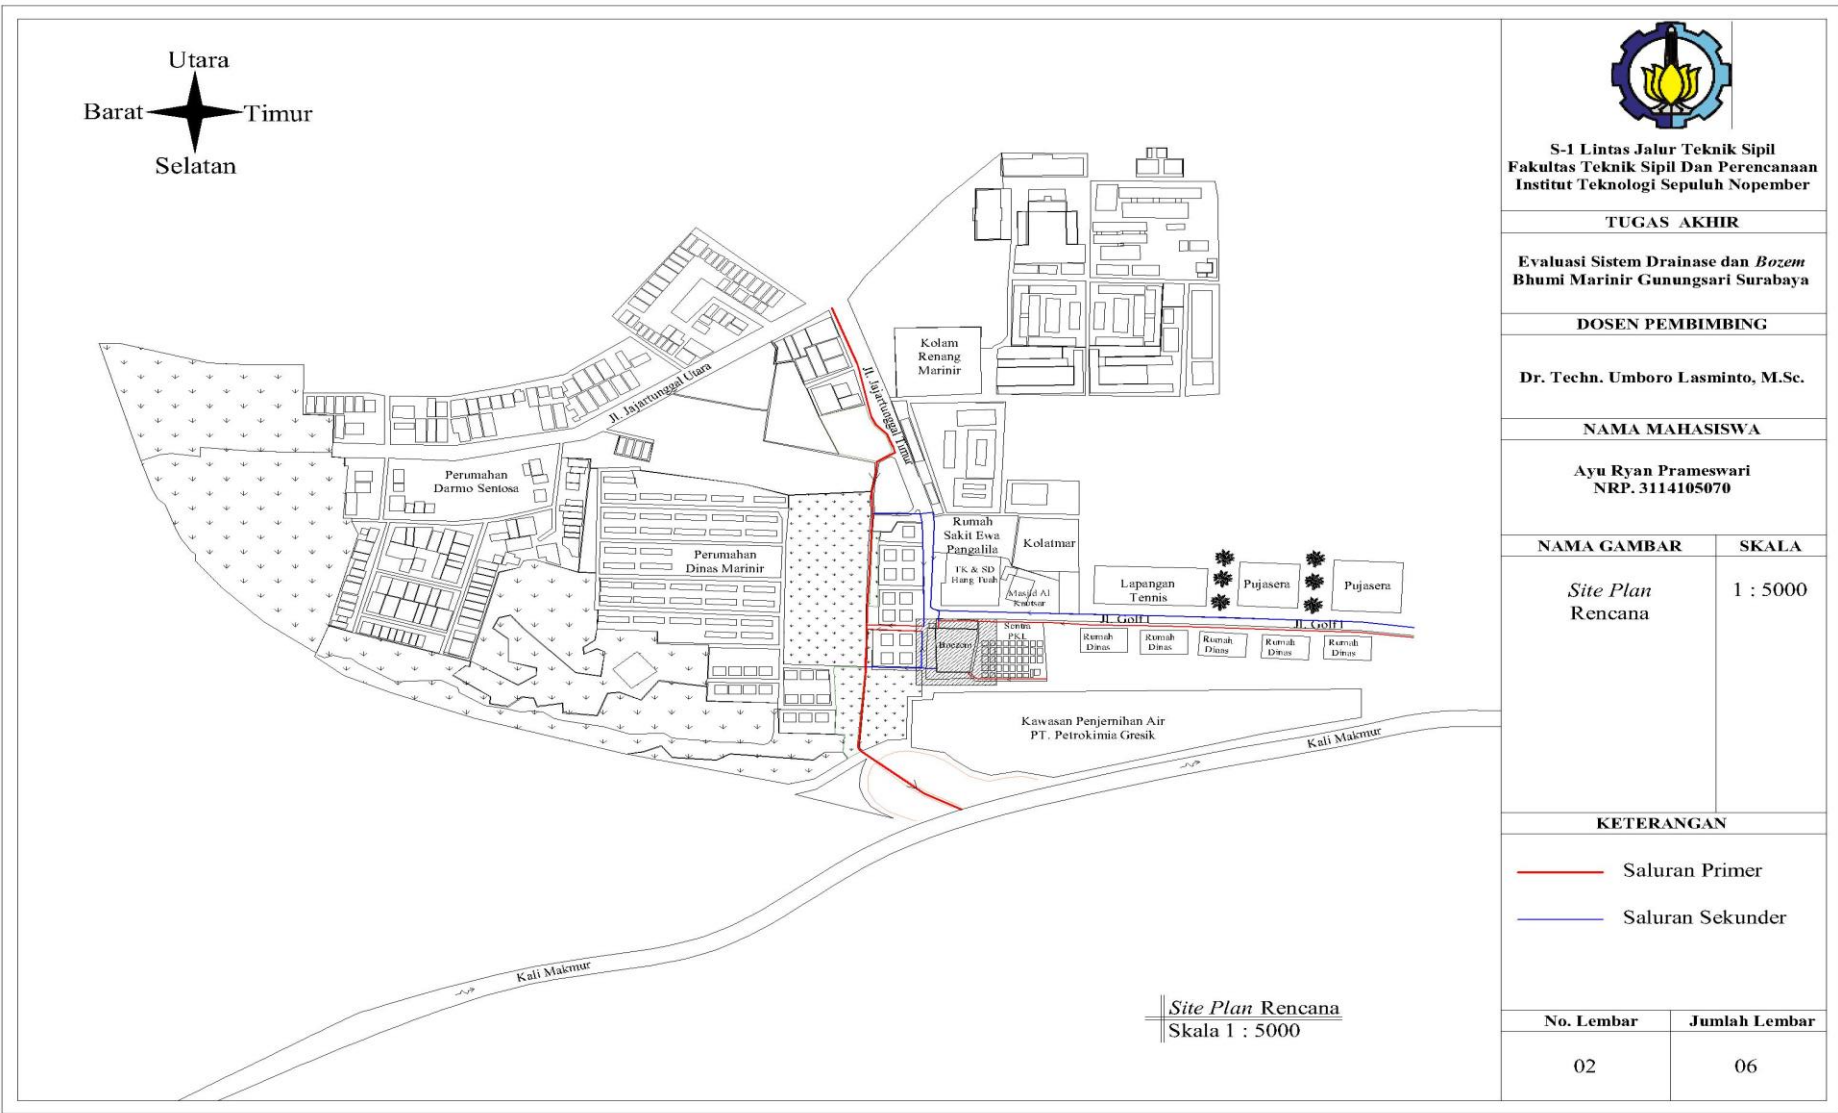 Utara
Barat
Timur
Selatan
Jl. Jajartunggal Utara
Jl. Jajartunggal Timur
Kolam
Renang
Marinir
Perumahan
Darmo Sentosa
Perumahan
Dinas Marinir
Rumah
Sakit Ewa
Pangalila
Kolatmar
TK & SD
Hang Tuah
Masjid Al
Kautsar
Lapangan
Tennis
Pujasera
Pujasera
Jl. Golf I
Jl. Golf I
Sentra
PKL
Boezem
Rumah
Dinas
Rumah
Dinas
Rumah
Dinas
Rumah
Dinas
Rumah
Dinas
Kawasan Penjernihan Air
PT. Petrokimia Gresik
Kali Makmur
Kali Makmur
Site Plan Rencana
Skala 1 : 5000
S-1 Lintas Jalur Teknik Sipil
Fakultas Teknik Sipil Dan Perencanaan
Institut Teknologi Sepuluh Nopember
TUGAS AKHIR
Evaluasi Sistem Drainase dan Bozem
Bhumi Marinir Gunungsari Surabaya
DOSEN PEMBIMBING
Dr. Techn. Umboro Lasminto, M.Sc.
NAMA MAHASISWA
Ayu Ryan Prameswari
NRP. 3114105070
NAMA GAMBAR
SKALA
Site Plan
Rencana
1 : 5000
KETERANGAN
Saluran Primer
Saluran Sekunder
No. Lembar
Jumlah Lembar
02
06